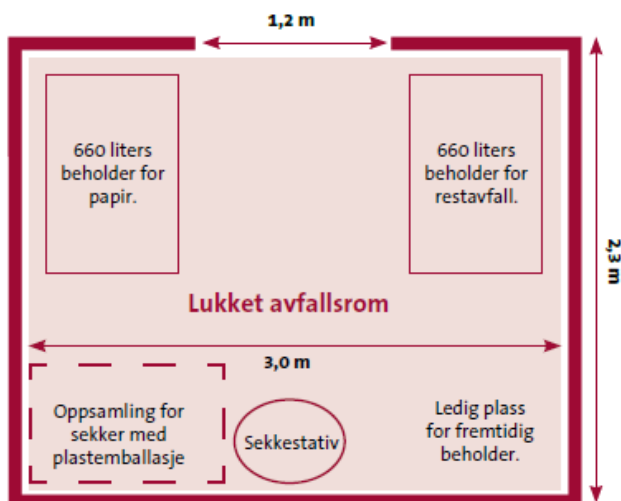 1,2 m
660 liters
beholder for
papir.
660 liters
beholder for
restavfall.
2,3 m
Lukket avfallsrom
3,0 m
Oppsamling for
sekker med
plastemballasje
Sekkestativ
Ledig plass
for fremtidig
beholder.